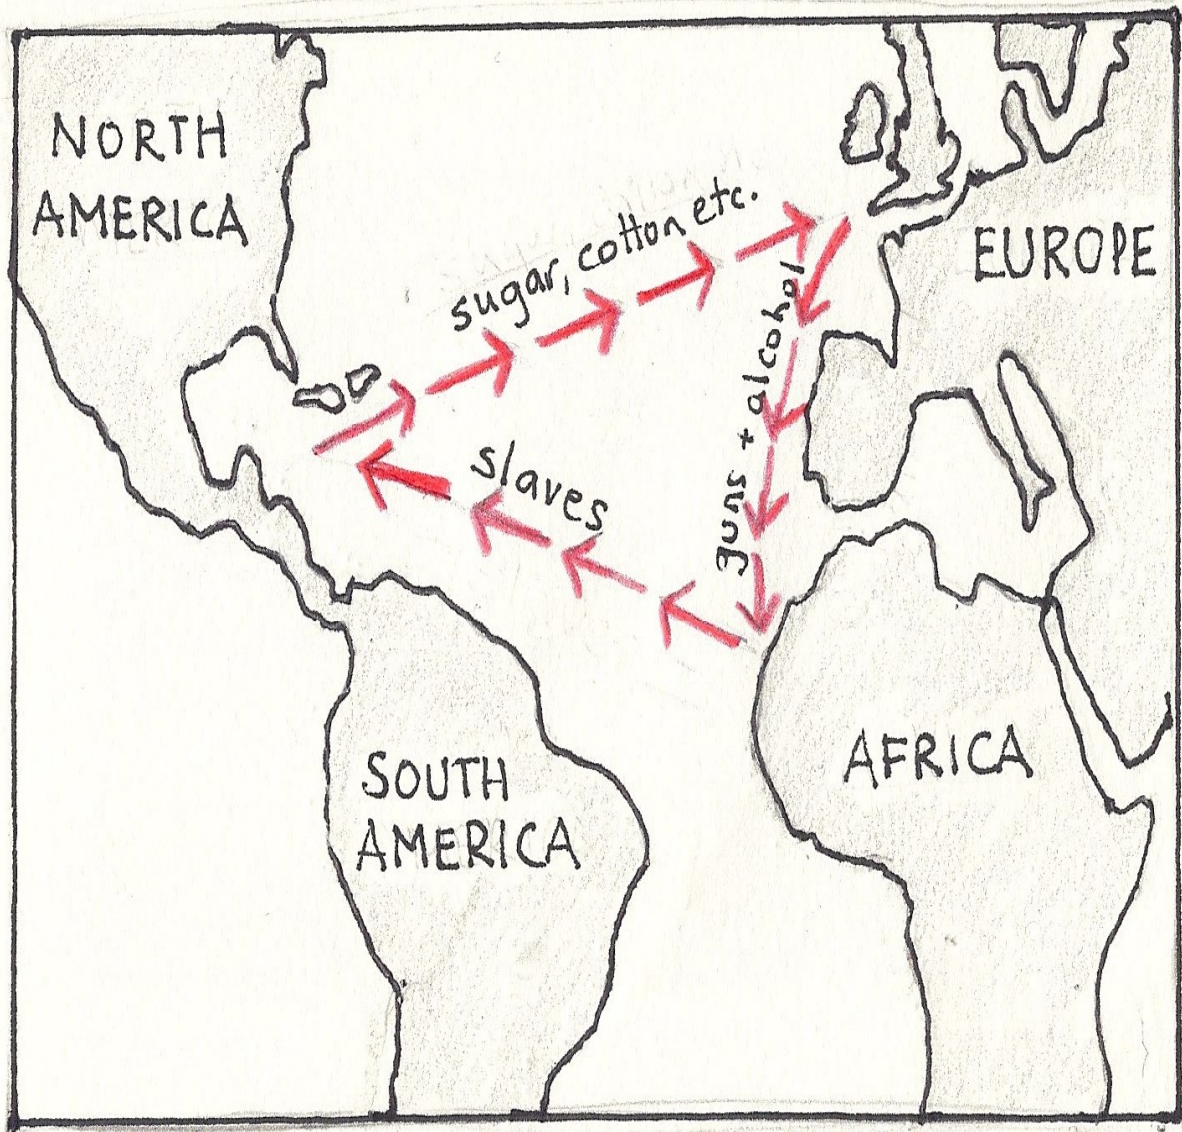 NORTH
AMERICA
sugar, cotton etc.
EUROPE
guns + alcohol
slaves
SOUTH
AMERICA
AFRICA